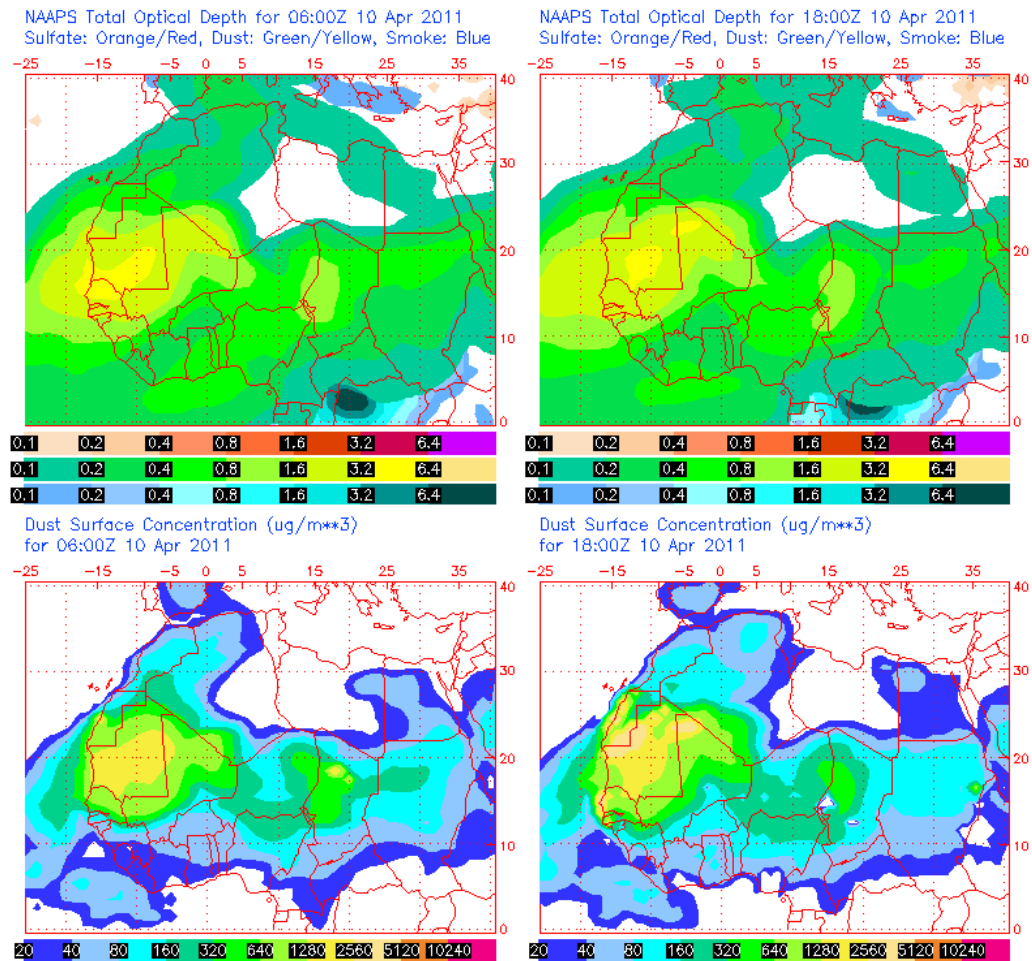 NAAPS Total Optical Depth for 06:00Z 10 Apr 2011
Sulfate: Orange/Red, Dust: Green/Yellow, Smoke: Blue
-25 -15 -5 0 5 15 25 35
40
30
20
10
0
0.1 0.2 0.4 0.8 1.6 3.2 6.4
0.1 0.2 0.4 0.8 1.6 3.2 6.4
0.1 0.2 0.4 0.8 1.6 3.2 6.4
NAAPS Total Optical Depth for 18:00Z 10 Apr 2011
Sulfate: Orange/Red, Dust: Green/Yellow, Smoke: Blue
-25 -15 -5 0 5 15 25 35
40
30
20
10
0
0.1 0.2 0.4 0.8 1.6 3.2 6.4
0.1 0.2 0.4 0.8 1.6 3.2 6.4
0.1 0.2 0.4 0.8 1.6 3.2 6.4
Dust Surface Concentration (ug/m**3)
for 06:00Z 10 Apr 2011
-25 -15 -5 0 5 15 25 35
40
30
20
10
0
20 40 80 160 320 640 1280 2560 5120 10240
Dust Surface Concentration (ug/m**3)
for 18:00Z 10 Apr 2011
-25 -15 -5 0 5 15 25 35
40
30
20
10
0
20 40 80 160 320 640 1280 2560 5120 10240